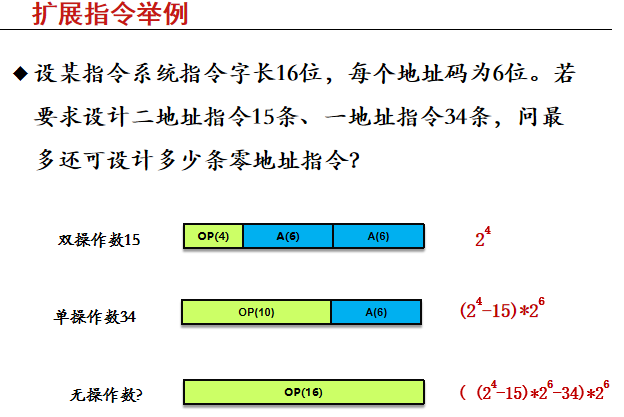 扩展指令举例
◆ 设某指令系统指令字长16位，每个地址码为6位。若
要求设计二地址指令15条、一地址指令34条，问最
多还可设计多少条零地址指令?
双操作数15 OP(4) A(6) A(6) 2^4
单操作数34 OP(10) A(6) (2^4-15)*2^6
无操作数? OP(16) ( (2^4-15)*2^6-34)*2^6